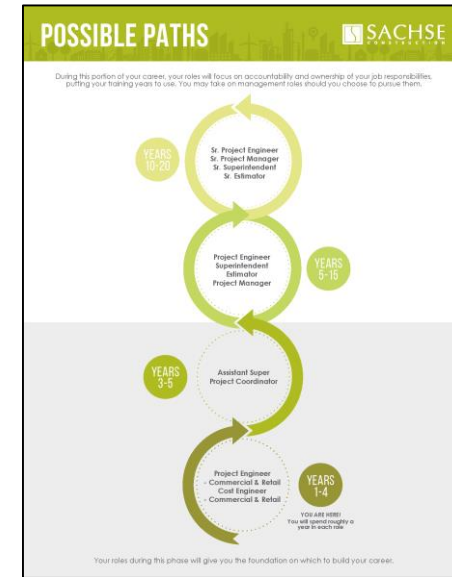 POSSIBLE PATHS
SACHSE
CONSTRUCTION
During this portion of your career, your roles will focus on accountability and ownership of your job responsibilities,
putting your training years to use. You may take on management roles should you choose to pursue them.
YEARS
10-20
Sr. Project Engineer
Sr. Project Manager
Sr. Superintendent
Sr. Estimator
Project Engineer
Superintendent
Estimator
Project Manager
YEARS
5-15
YEARS
3-5
Assistant Super
Project Coordinator
Project Engineer
- Commercial & Retail
Cost Engineer
- Commercial & Retail
YEARS
1-4
YOU ARE HERE!
You will spend roughly a
year in each role
Your roles during this phase will give you the foundation on which to build your career.